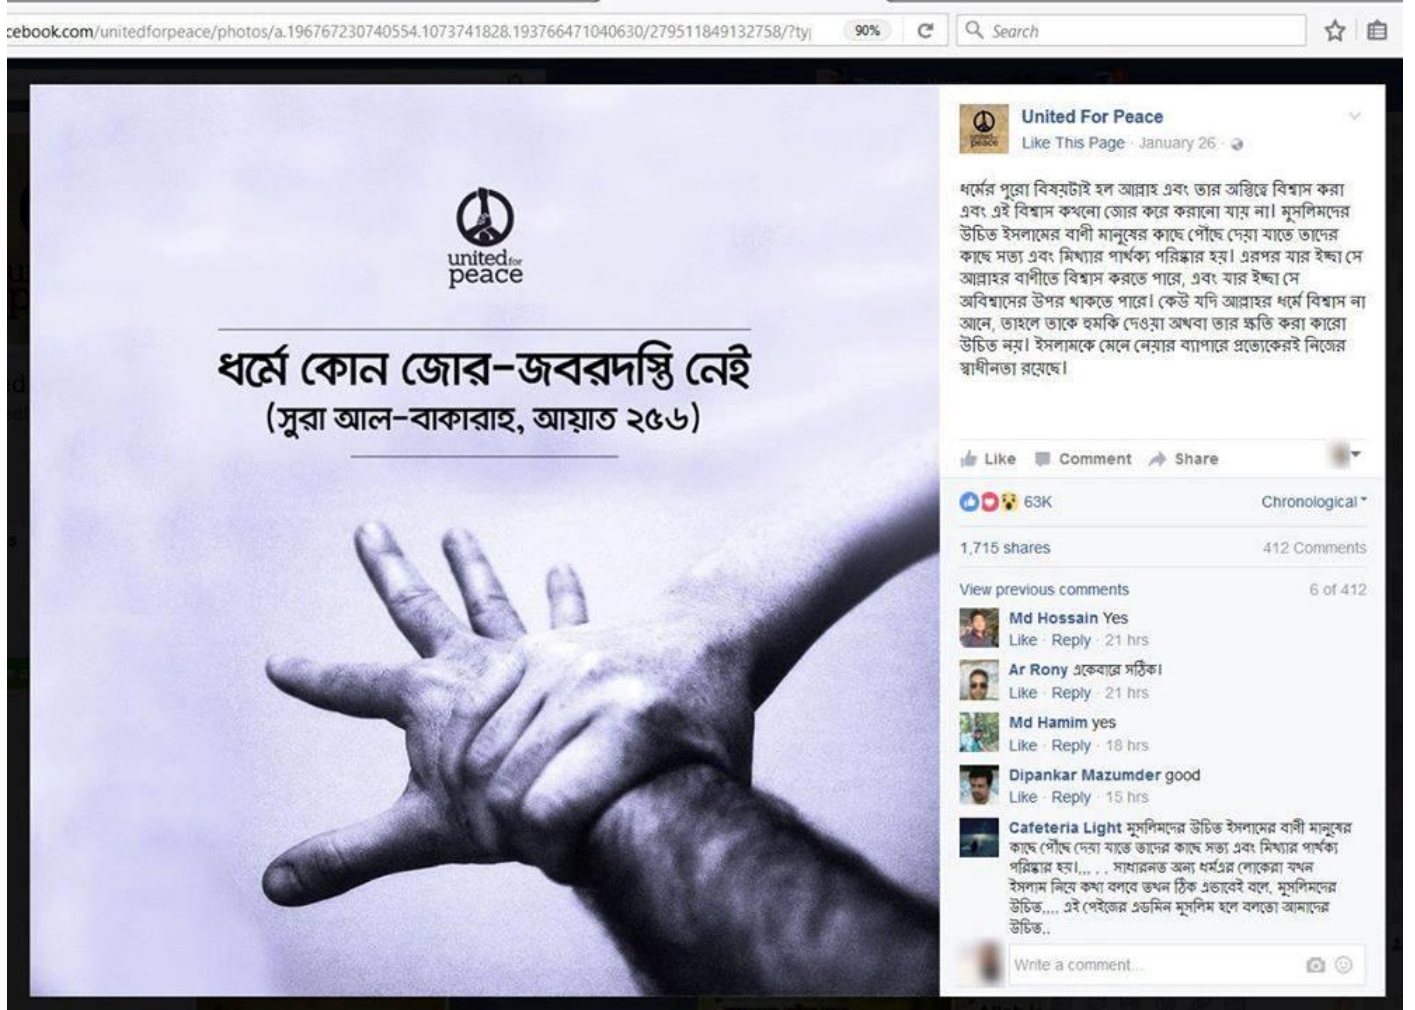 cebook.com/unitedforpeace/photos/a.196767230740554.1073741828.193766471040630/279511849132758/?ty
90%
Search
united for
peace
ধর্মে কোন জোর-জবরদস্তি নেই
(সুরা আল-বাকারাহ, আয়াত ২৫৬)
united for
peace
United For Peace
Like This Page · January 26 ·
ধর্মের পুরো বিষয়টাই হল আল্লাহ এবং তার অস্তিত্বে বিশ্বাস করা
এবং এই বিশ্বাস কখনো জোর করে করানো যায় না। মুসলিমদের
উচিত ইসলামের বাণী মানুষের কাছে পৌঁছে দেয়া যাতে তাদের
কাছে সত্য এবং মিথ্যার পার্থক্য পরিষ্কার হয়। এরপর যার ইচ্ছা সে
আল্লাহর বাণীতে বিশ্বাস করতে পারে, এবং যার ইচ্ছা সে
অবিশ্বাসের উপর থাকতে পারে। কেউ যদি আল্লাহর ধর্মে বিশ্বাস না
আনে, তাহলে তাকে হুমকি দেওয়া অথবা তার ক্ষতি করা কারো
উচিত নয়। ইসলামকে মেনে নেয়ার ব্যাপারে প্রত্যেকেরই নিজের
স্বাধীনতা রয়েছে।
Like Comment Share
63K Chronological
1,715 shares 412 Comments
View previous comments 6 of 412
Md Hossain Yes
Like · Reply · 21 hrs
Ar Rony একেবারে সঠিক।
Like · Reply · 21 hrs
Md Hamim yes
Like · Reply · 18 hrs
Dipankar Mazumder good
Like · Reply · 15 hrs
Cafeteria Light মুসলিমদের উচিত ইসলামের বাণী মানুষের
কাছে পৌঁছে দেয়া যাতে তাদের কাছে সত্য এবং মিথ্যার পার্থক্য
পরিষ্কার হয়।,,, . , সাধারনত অন্য ধর্মএর লোকেরা যখন
ইসলাম নিয়ে কথা বলবে তখন ঠিক এভাবেই বলে, মুসলিমদের
উচিত,,,, এই পেইজের এডমিন মুসলিম হলে বলতো আমাদের
উচিত..
Write a comment...